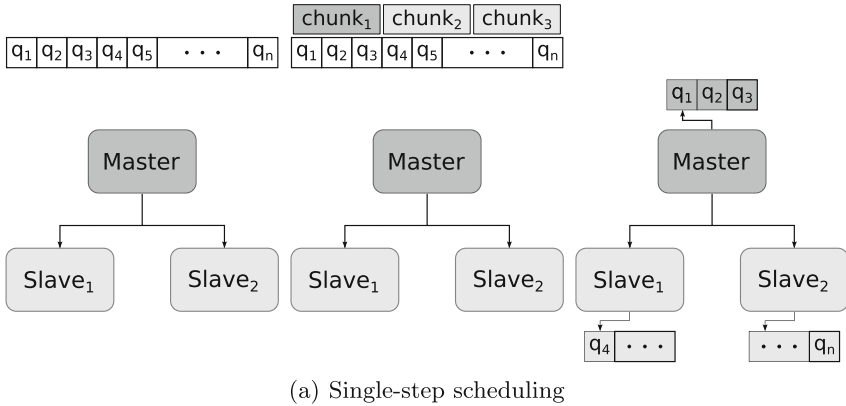 chunk₁ chunk₂ chunk₃
q₁ q₂ q₃ q₄ q₅ · · · qₙ q₁ q₂ q₃ q₄ q₅ · · · qₙ
q₁ q₂ q₃
Master Master Master
Slave₁ Slave₂ Slave₁ Slave₂ Slave₁ Slave₂
q₄ · · · · · · qₙ
(a) Single-step scheduling